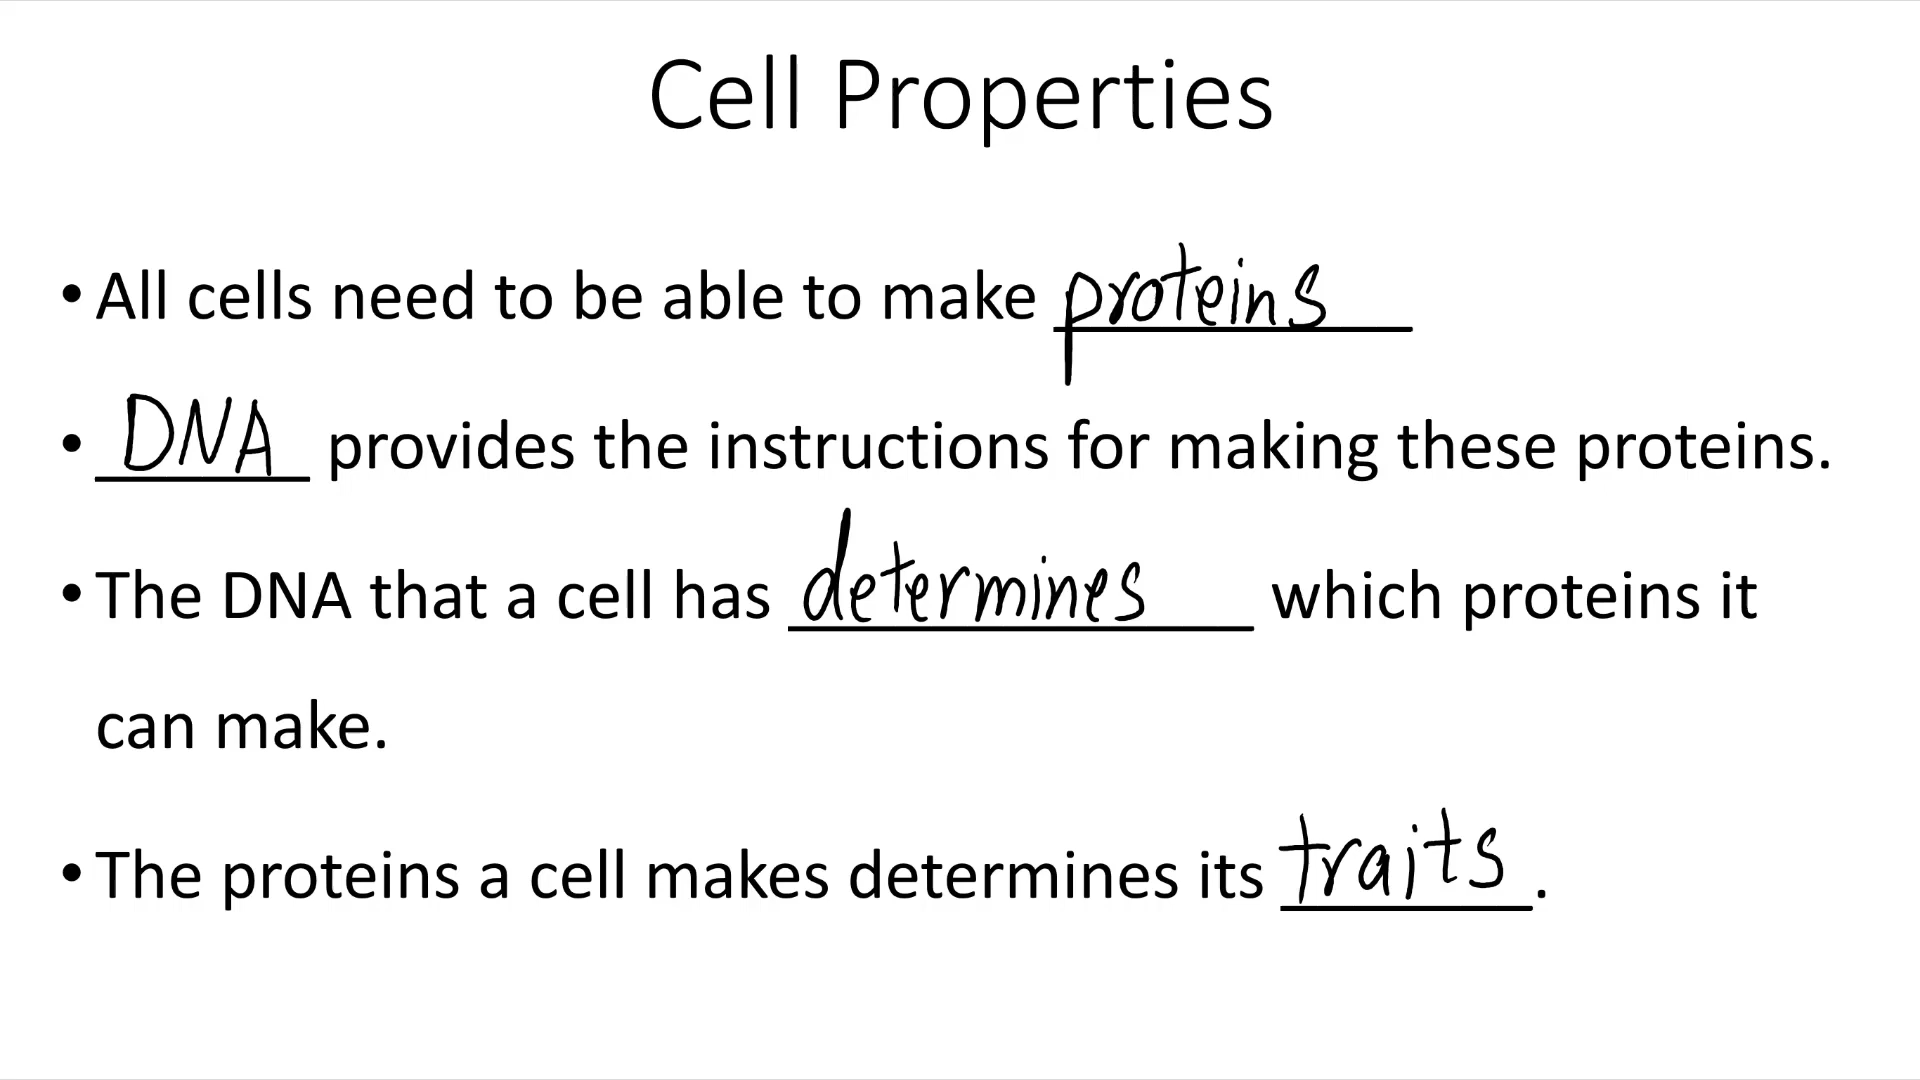 Cell Properties
• All cells need to be able to make proteins
• DNA provides the instructions for making these proteins.
• The DNA that a cell has determines which proteins it
can make.
• The proteins a cell makes determines its traits.